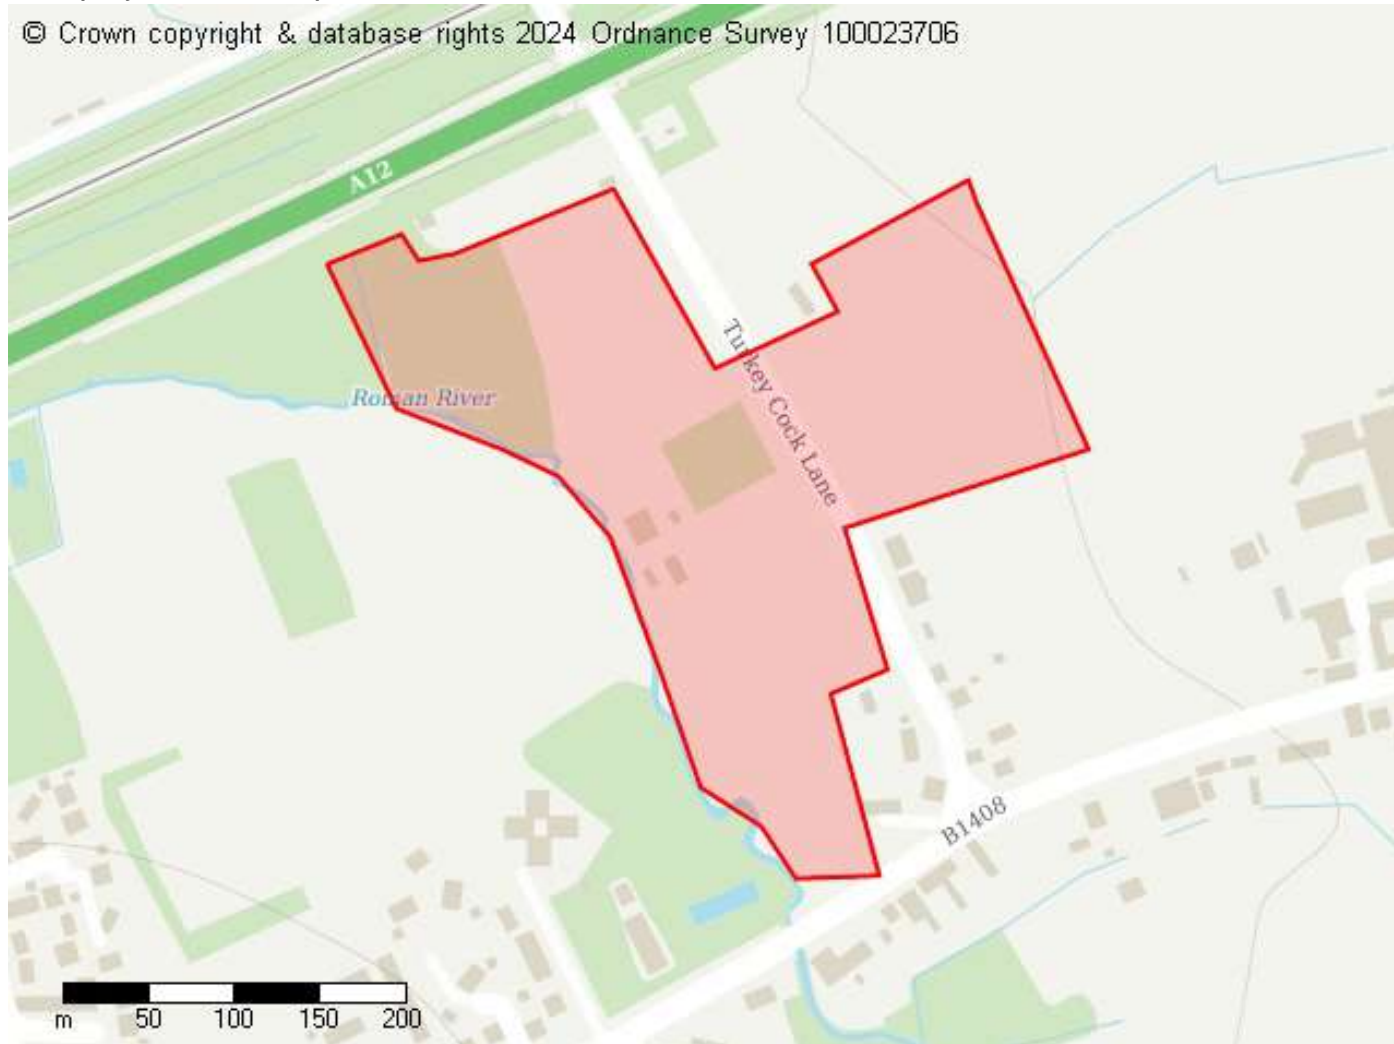 © Crown copyright & database rights 2024 Ordnance Survey 100023706
A12
Turkey Cock Lane
Roman River
B1408
m 50 100 150 200